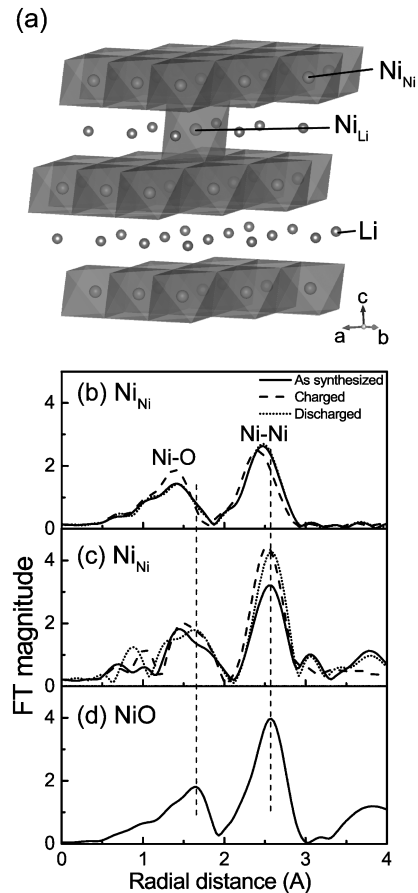 (a)
Ni_Ni
Ni_Li
Li
c
a b
(b) Ni_Ni
As synthesized
Charged
Discharged
Ni-O
Ni-Ni
4
2
0
(c) Ni_Ni
4
2
0
(d) NiO
4
2
0
FT magnitude
0 1 2 3 4
Radial distance (A)